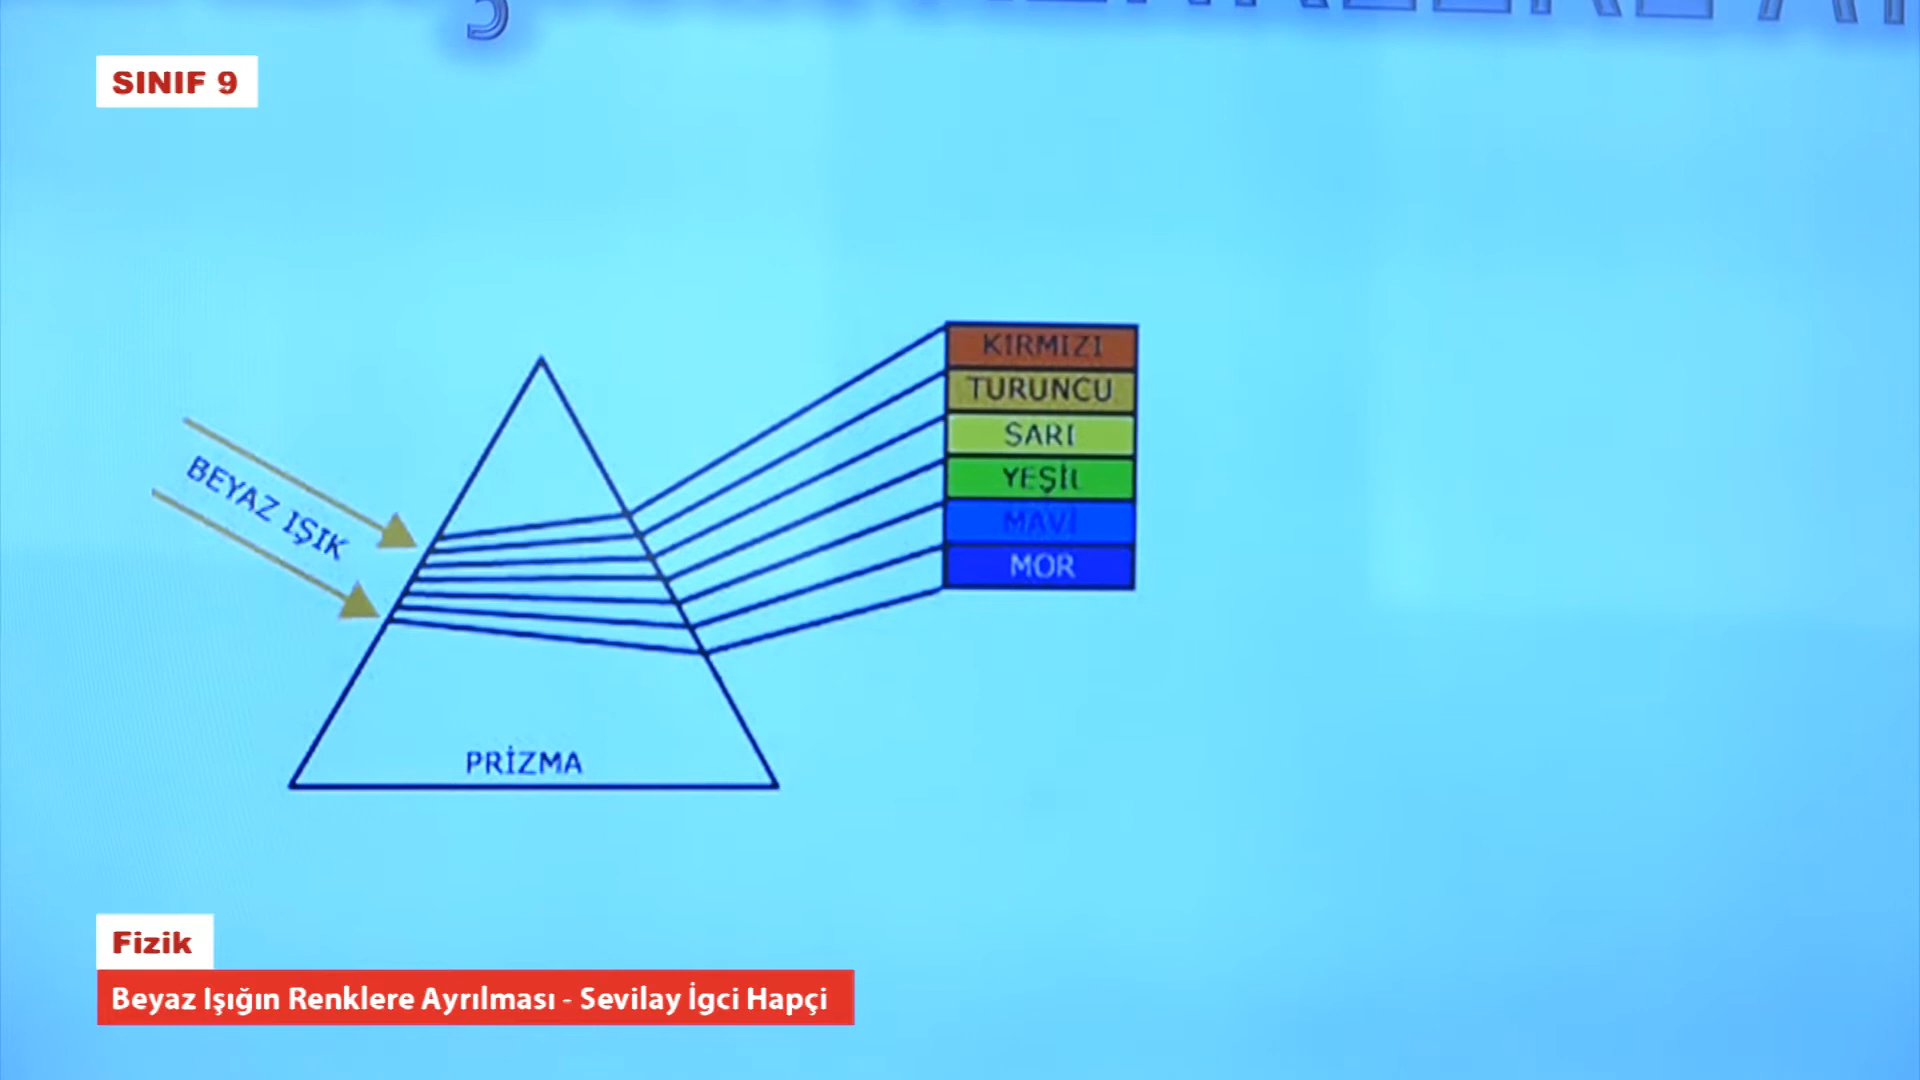 SINIF 9
KIRMIZI
TURUNCU
SARI
YEŞİL
MAVİ
MOR
BEYAZ IŞIK
PRİZMA
Fizik
Beyaz Işığın Renklere Ayrılması - Sevilay İgci Hapçi